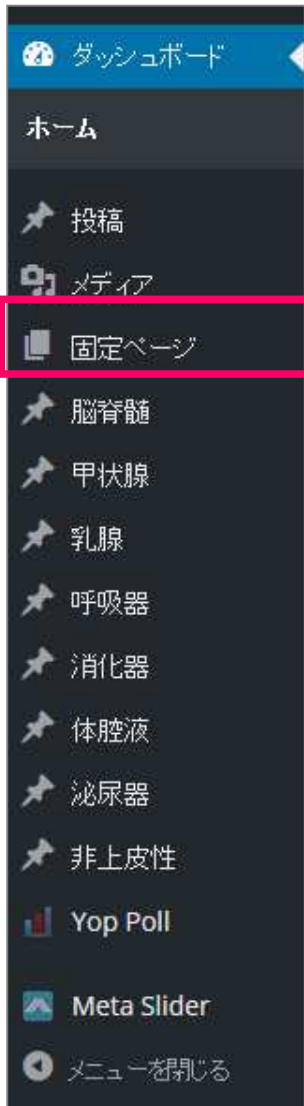 ダッシュボード
ホーム
投稿
メディア
固定ページ
脳脊髄
甲状腺
乳腺
呼吸器
消化器
体腔液
泌尿器
非上皮性
Yop Poll
Meta Slider
メニューを閉じる